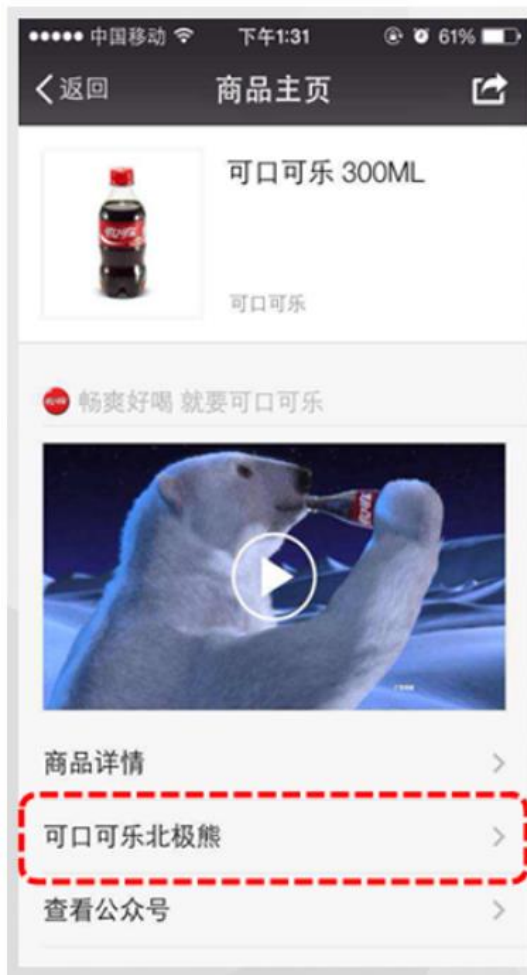 中国移动 下午1:31 61%
返回 商品主页
可口可乐 300ML
可口可乐
畅爽好喝 就要可口可乐
商品详情
可口可乐北极熊
查看公众号